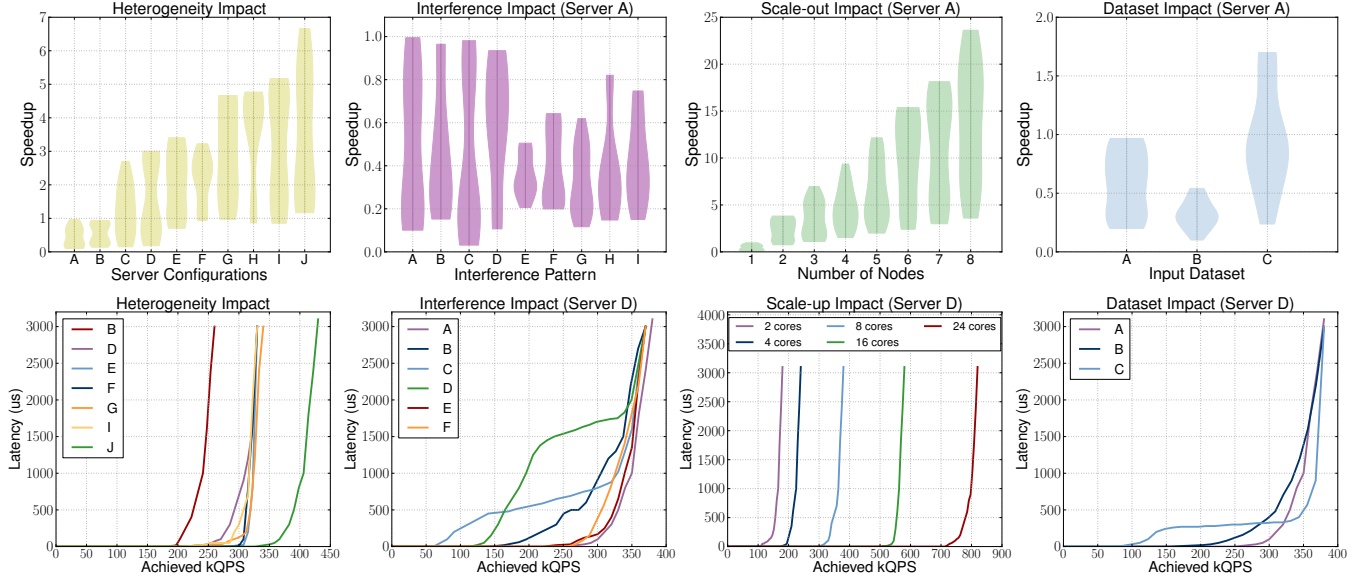 Heterogeneity Impact
7
6
5
4
3
2
1
0
Speedup
A B C D E F G H I J
Server Configurations
Interference Impact (Server A)
1.0
0.8
0.6
0.4
0.2
0.0
Speedup
A B C D E F G H I
Interference Pattern
Scale-out Impact (Server A)
25
20
15
10
5
0
Speedup
1 2 3 4 5 6 7 8
Number of Nodes
Dataset Impact (Server A)
2.0
1.5
1.0
0.5
0.0
Speedup
A B C
Input Dataset
Heterogeneity Impact
3000
2500
2000
1500
1000
500
0
Latency (us)
B
D
E
F
G
I
J
0 50 100 150 200 250 300 350 400 450
Achieved kQPS
Interference Impact (Server D)
3000
2500
2000
1500
1000
500
0
Latency (us)
A
B
C
D
E
F
0 50 100 150 200 250 300 350 400
Achieved kQPS
Scale-up Impact (Server D)
4000
3500
3000
2500
2000
1500
1000
500
0
Latency (us)
2 cores 8 cores 24 cores
4 cores 16 cores
0 100 200 300 400 500 600 700 800 900
Achieved kQPS
Dataset Impact (Server D)
3000
2500
2000
1500
1000
500
0
Latency (us)
A
B
C
0 50 100 150 200 250 300 350 400
Achieved kQPS